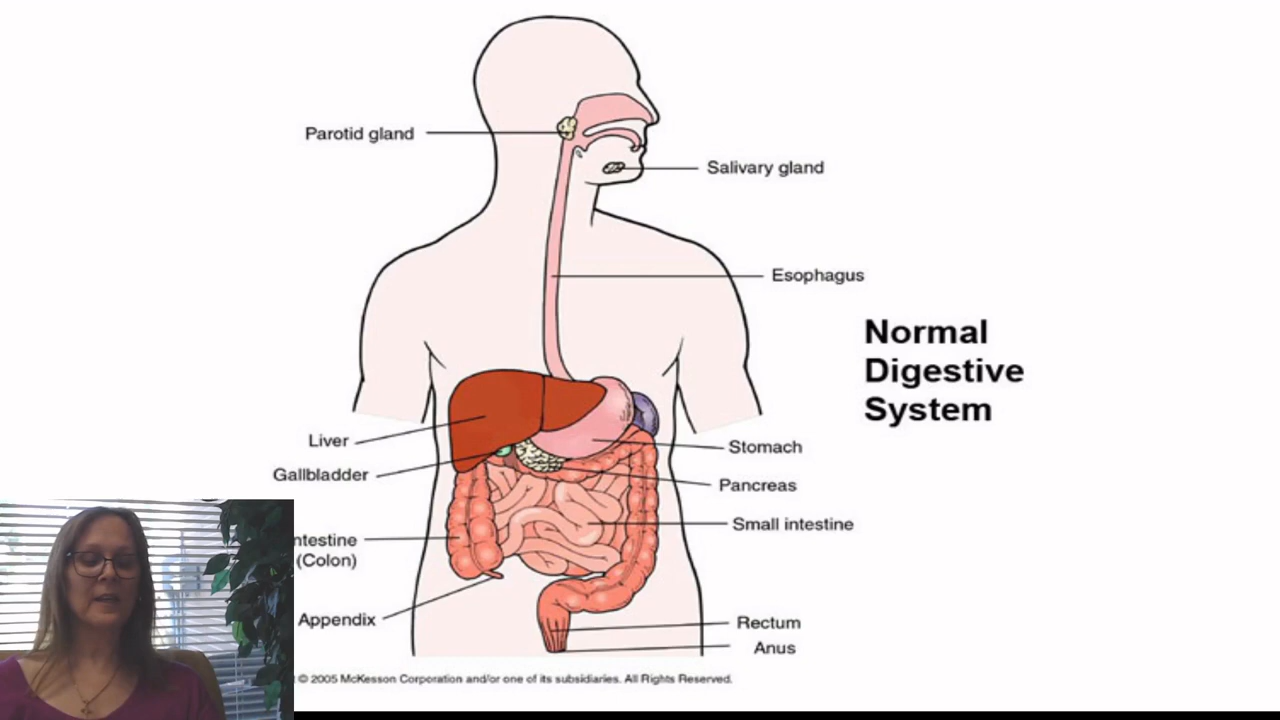 Parotid gland
Salivary gland
Esophagus
Normal
Digestive
System
Liver
Stomach
Gallbladder
Pancreas
Small intestine
ntestine
(Colon)
Appendix
Rectum
Anus
© 2005 McKesson Corporation and/or one of its subsidiaries. All Rights Reserved.